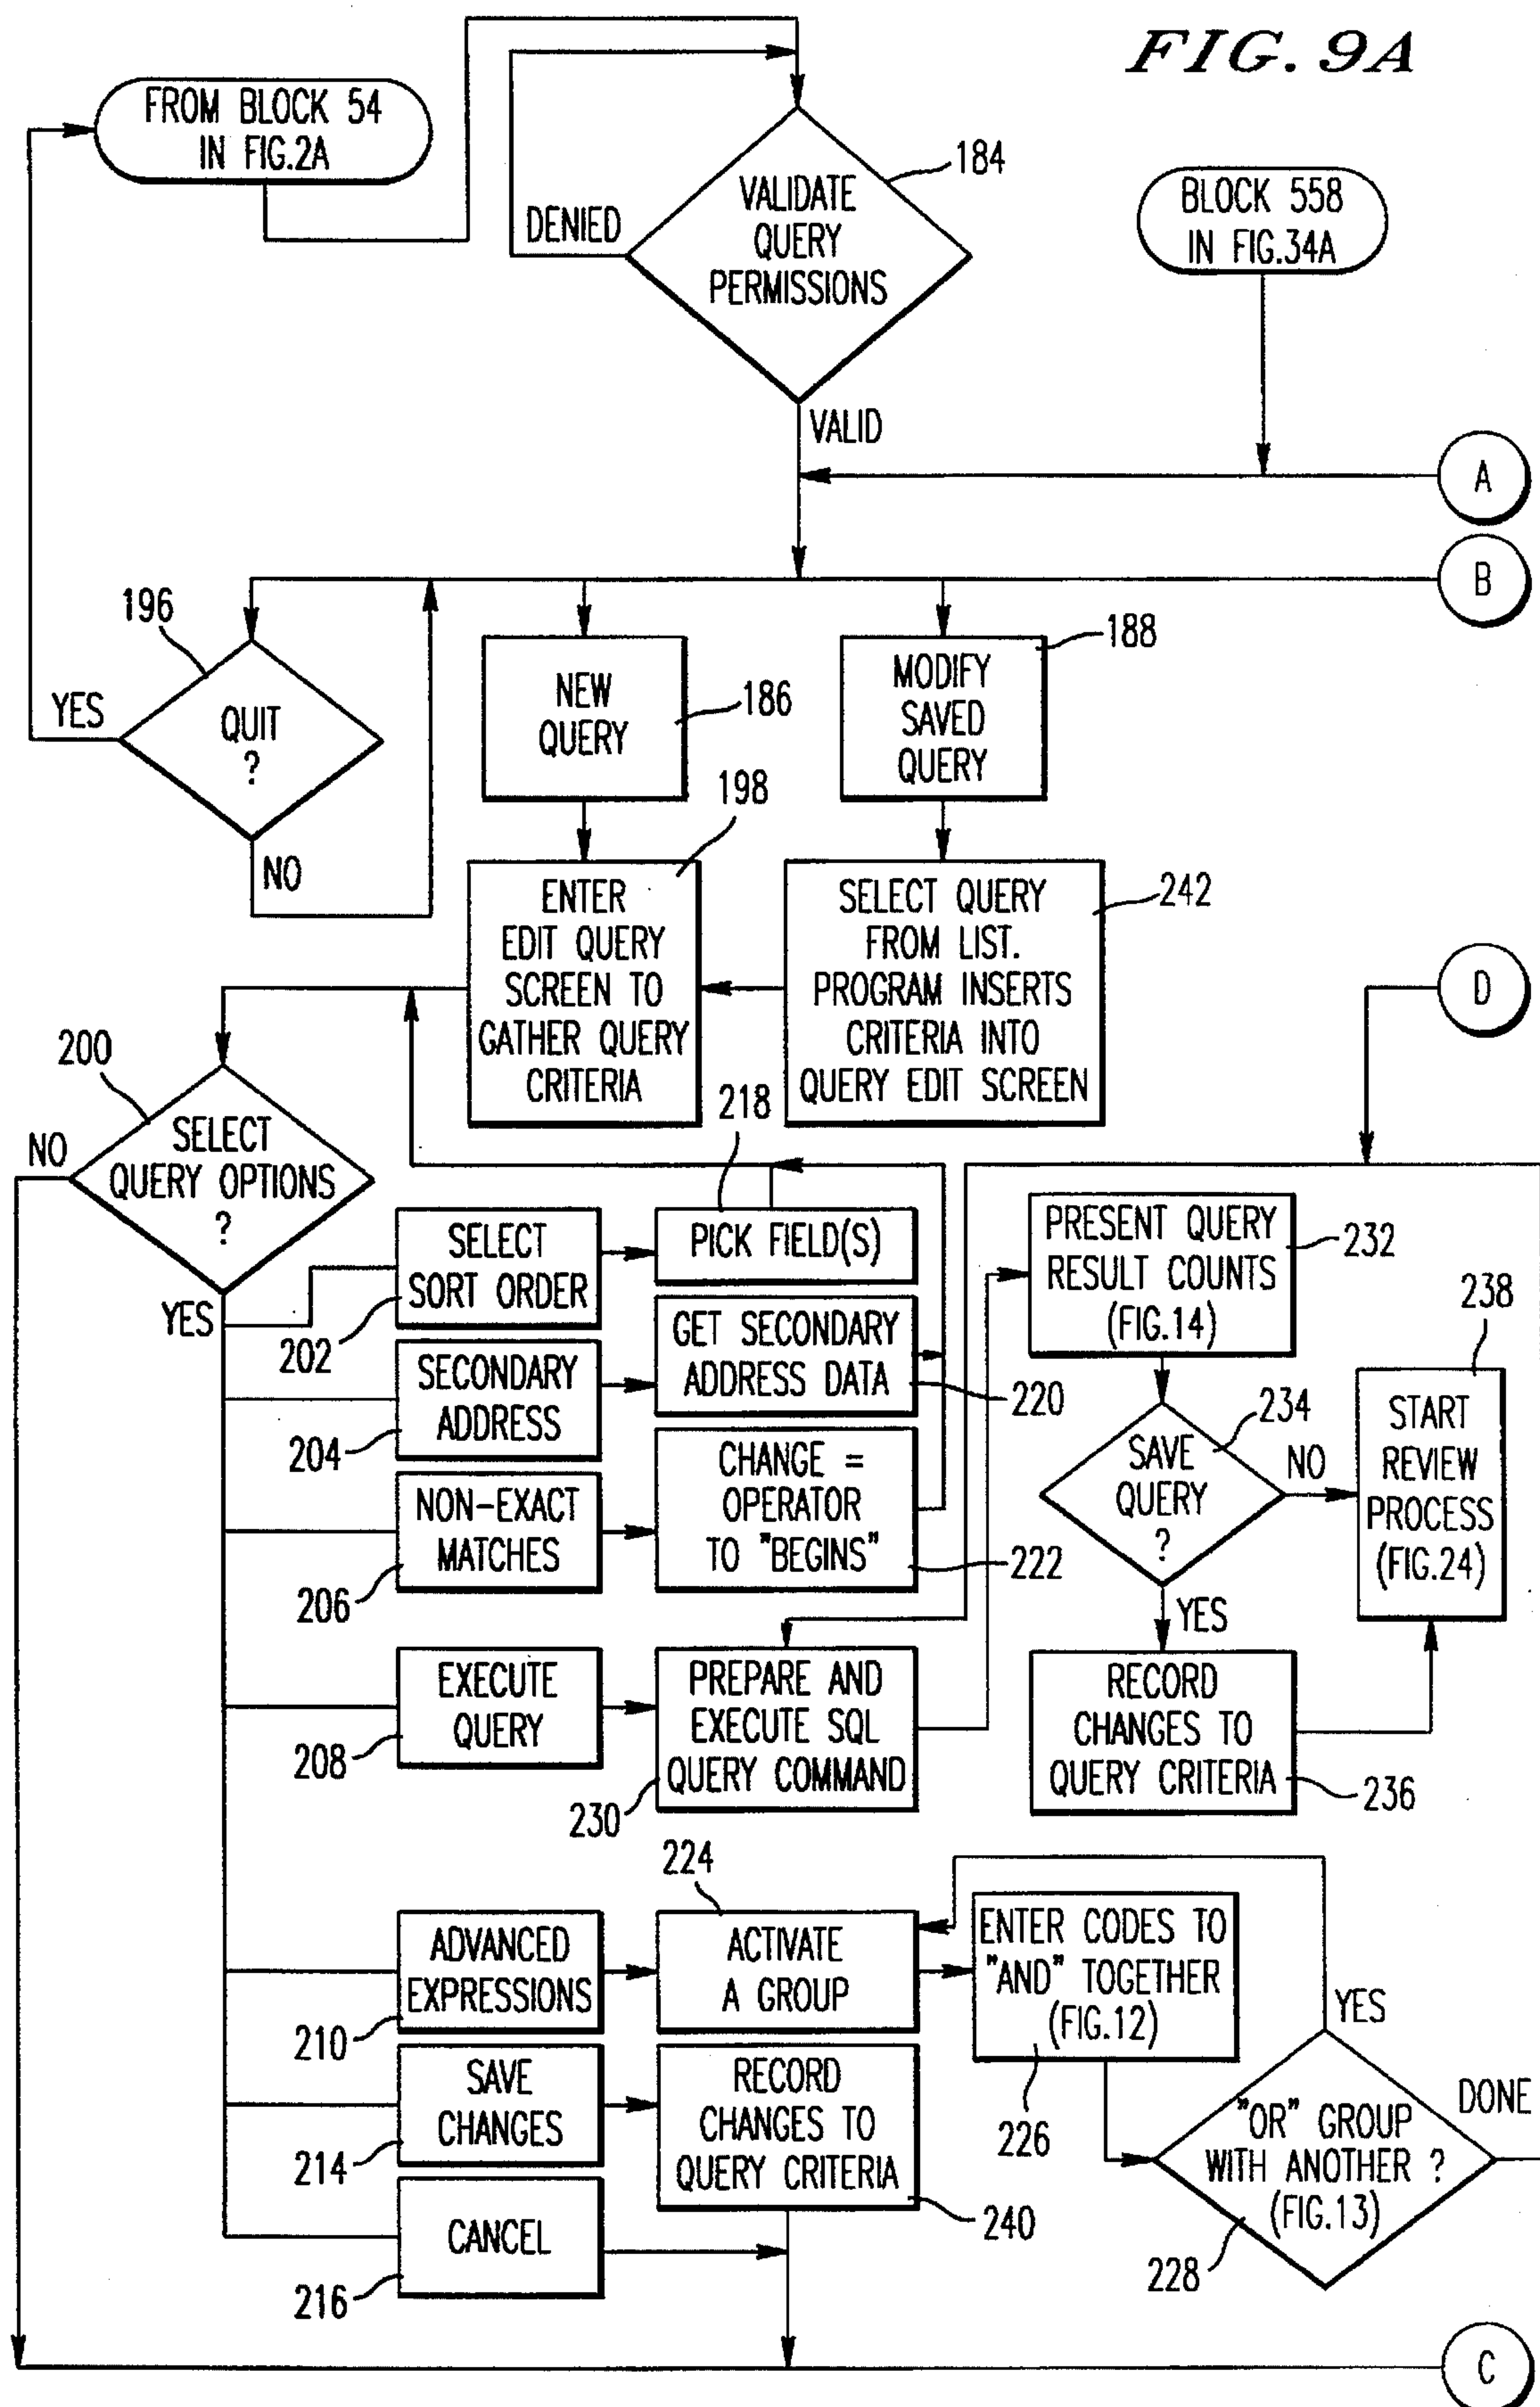 FIG. 9A
FROM BLOCK 54
IN FIG.2A
184
VALIDATE
QUERY
PERMISSIONS
DENIED
BLOCK 558
IN FIG.34A
VALID
A
B
196
QUIT
?
YES
NO
NEW
QUERY
186
MODIFY
SAVED
QUERY
188
198
ENTER
EDIT QUERY
SCREEN TO
GATHER QUERY
CRITERIA
SELECT QUERY
FROM LIST.
PROGRAM INSERTS
CRITERIA INTO
QUERY EDIT SCREEN
242
D
200
SELECT
QUERY OPTIONS
?
NO
YES
218
SELECT
SORT ORDER
202
PICK FIELD(S)
SECONDARY
ADDRESS
204
GET SECONDARY
ADDRESS DATA
220
NON-EXACT
MATCHES
206
CHANGE =
OPERATOR
TO "BEGINS"
222
PRESENT QUERY
RESULT COUNTS
(FIG.14)
232
238
234
SAVE
QUERY
?
NO
YES
START
REVIEW
PROCESS
(FIG.24)
EXECUTE
QUERY
208
PREPARE AND
EXECUTE SQL
QUERY COMMAND
230
RECORD
CHANGES TO
QUERY CRITERIA
236
224
ADVANCED
EXPRESSIONS
210
ACTIVATE
A GROUP
ENTER CODES TO
"AND" TOGETHER
(FIG.12)
226
YES
SAVE
CHANGES
214
RECORD
CHANGES TO
QUERY CRITERIA
240
"OR" GROUP
WITH ANOTHER ?
(FIG.13)
228
DONE
CANCEL
216
C